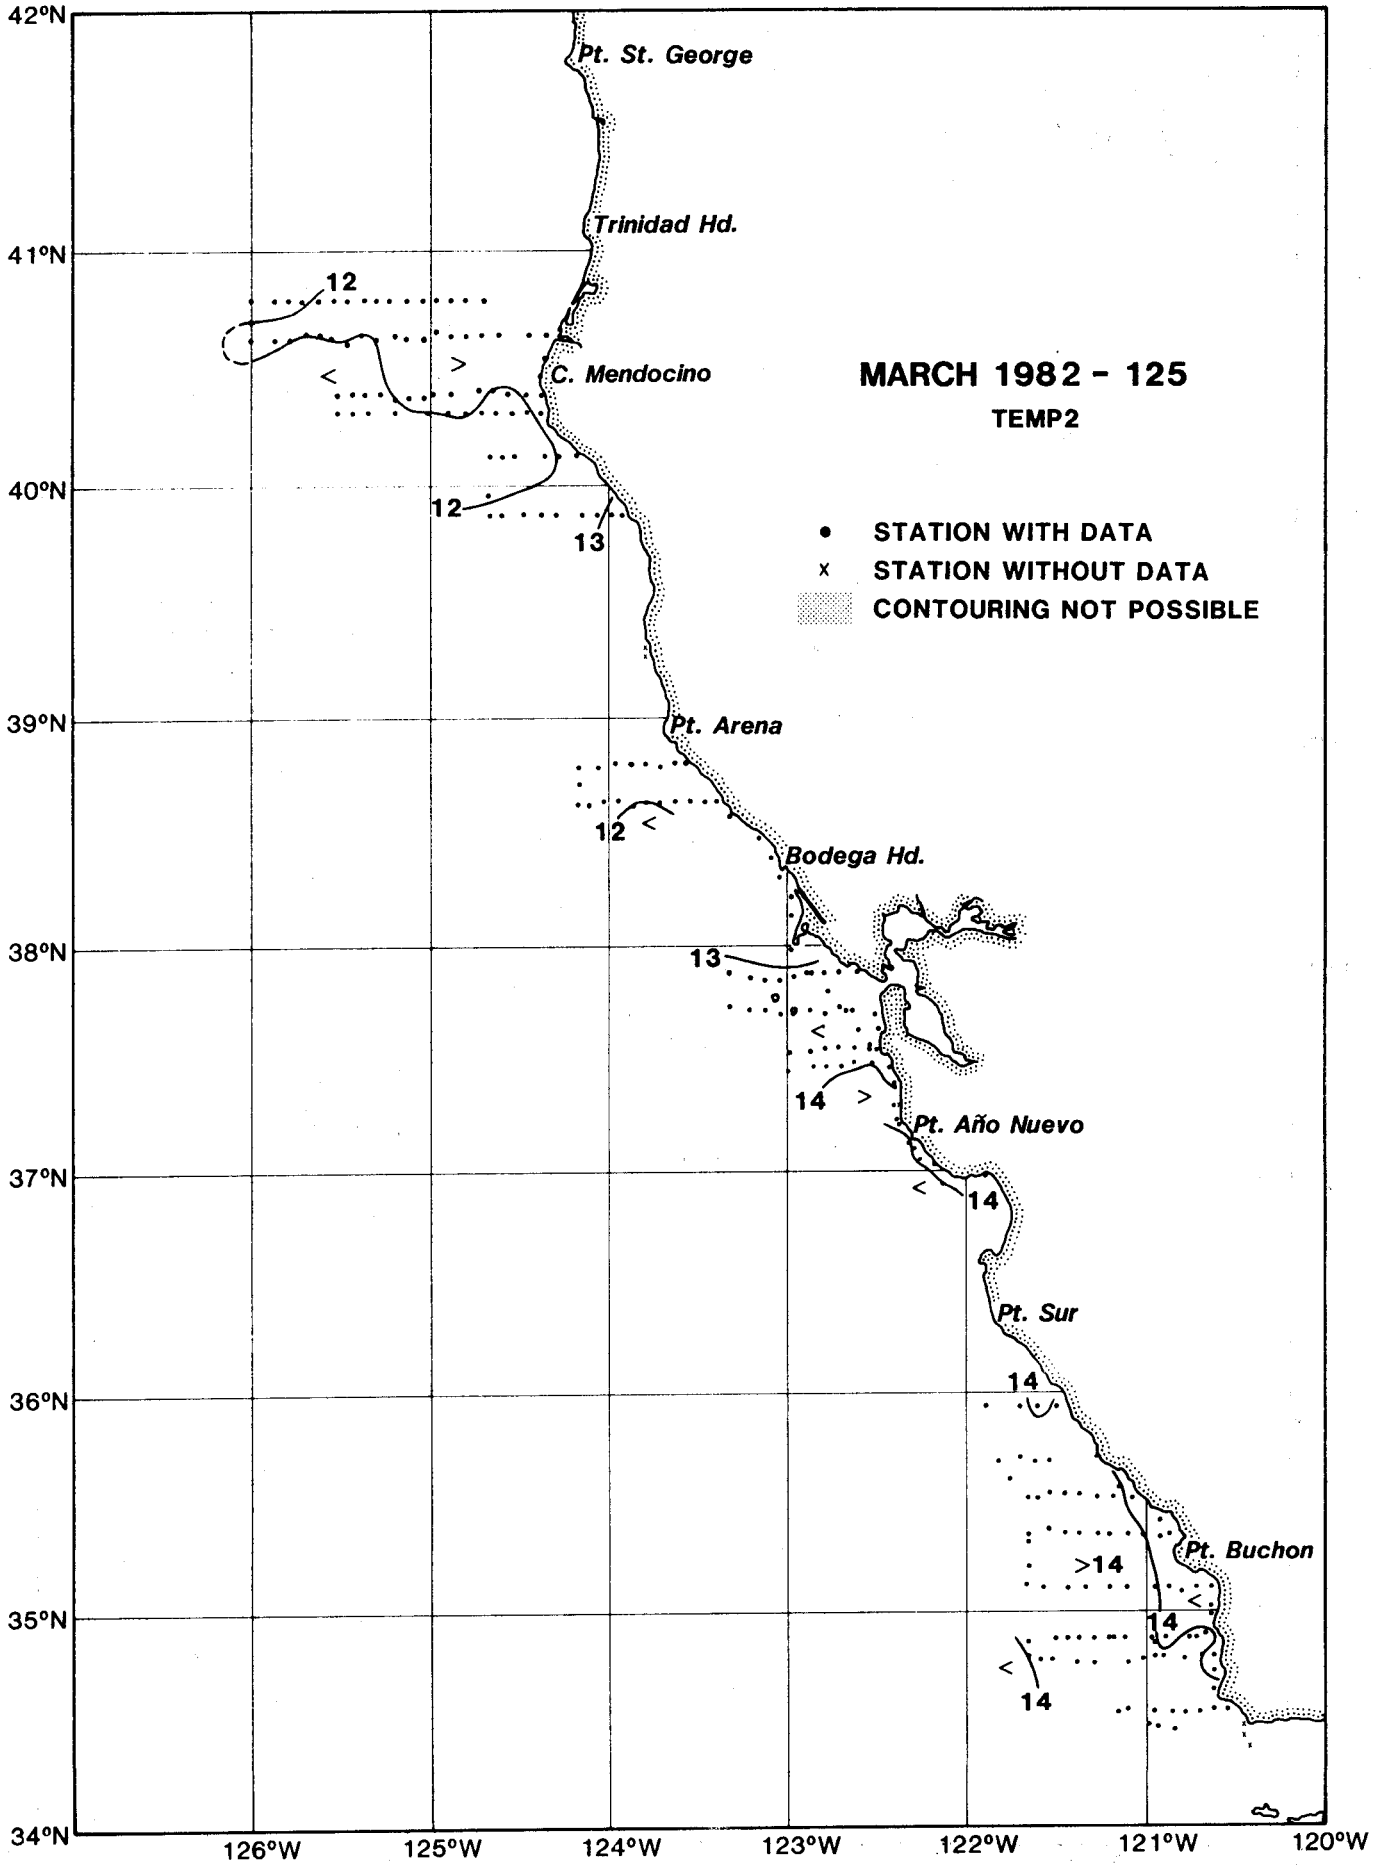 42°N
Pt. St. George
Trinidad Hd.
41°N
12
>
<
C. Mendocino
MARCH 1982 - 125
TEMP2
40°N
12
13
• STATION WITH DATA
x STATION WITHOUT DATA
CONTOURING NOT POSSIBLE
39°N
Pt. Arena
12
<
Bodega Hd.
38°N
13
<
14
>
Pt. Año Nuevo
37°N
<
14
Pt. Sur
36°N
14
>14
Pt. Buchon
<
35°N
14
<
14
34°N
126°W 125°W 124°W 123°W 122°W 121°W 120°W